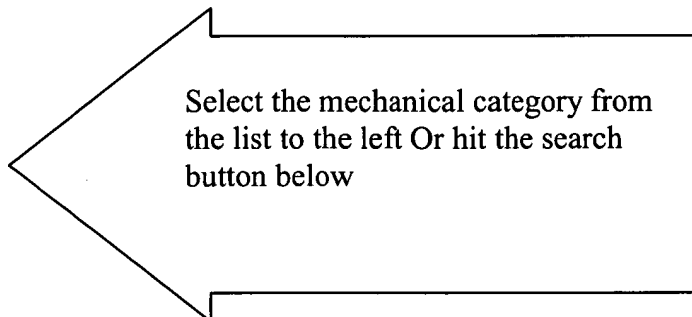 Select the mechanical category from
the list to the left Or hit the search
button below